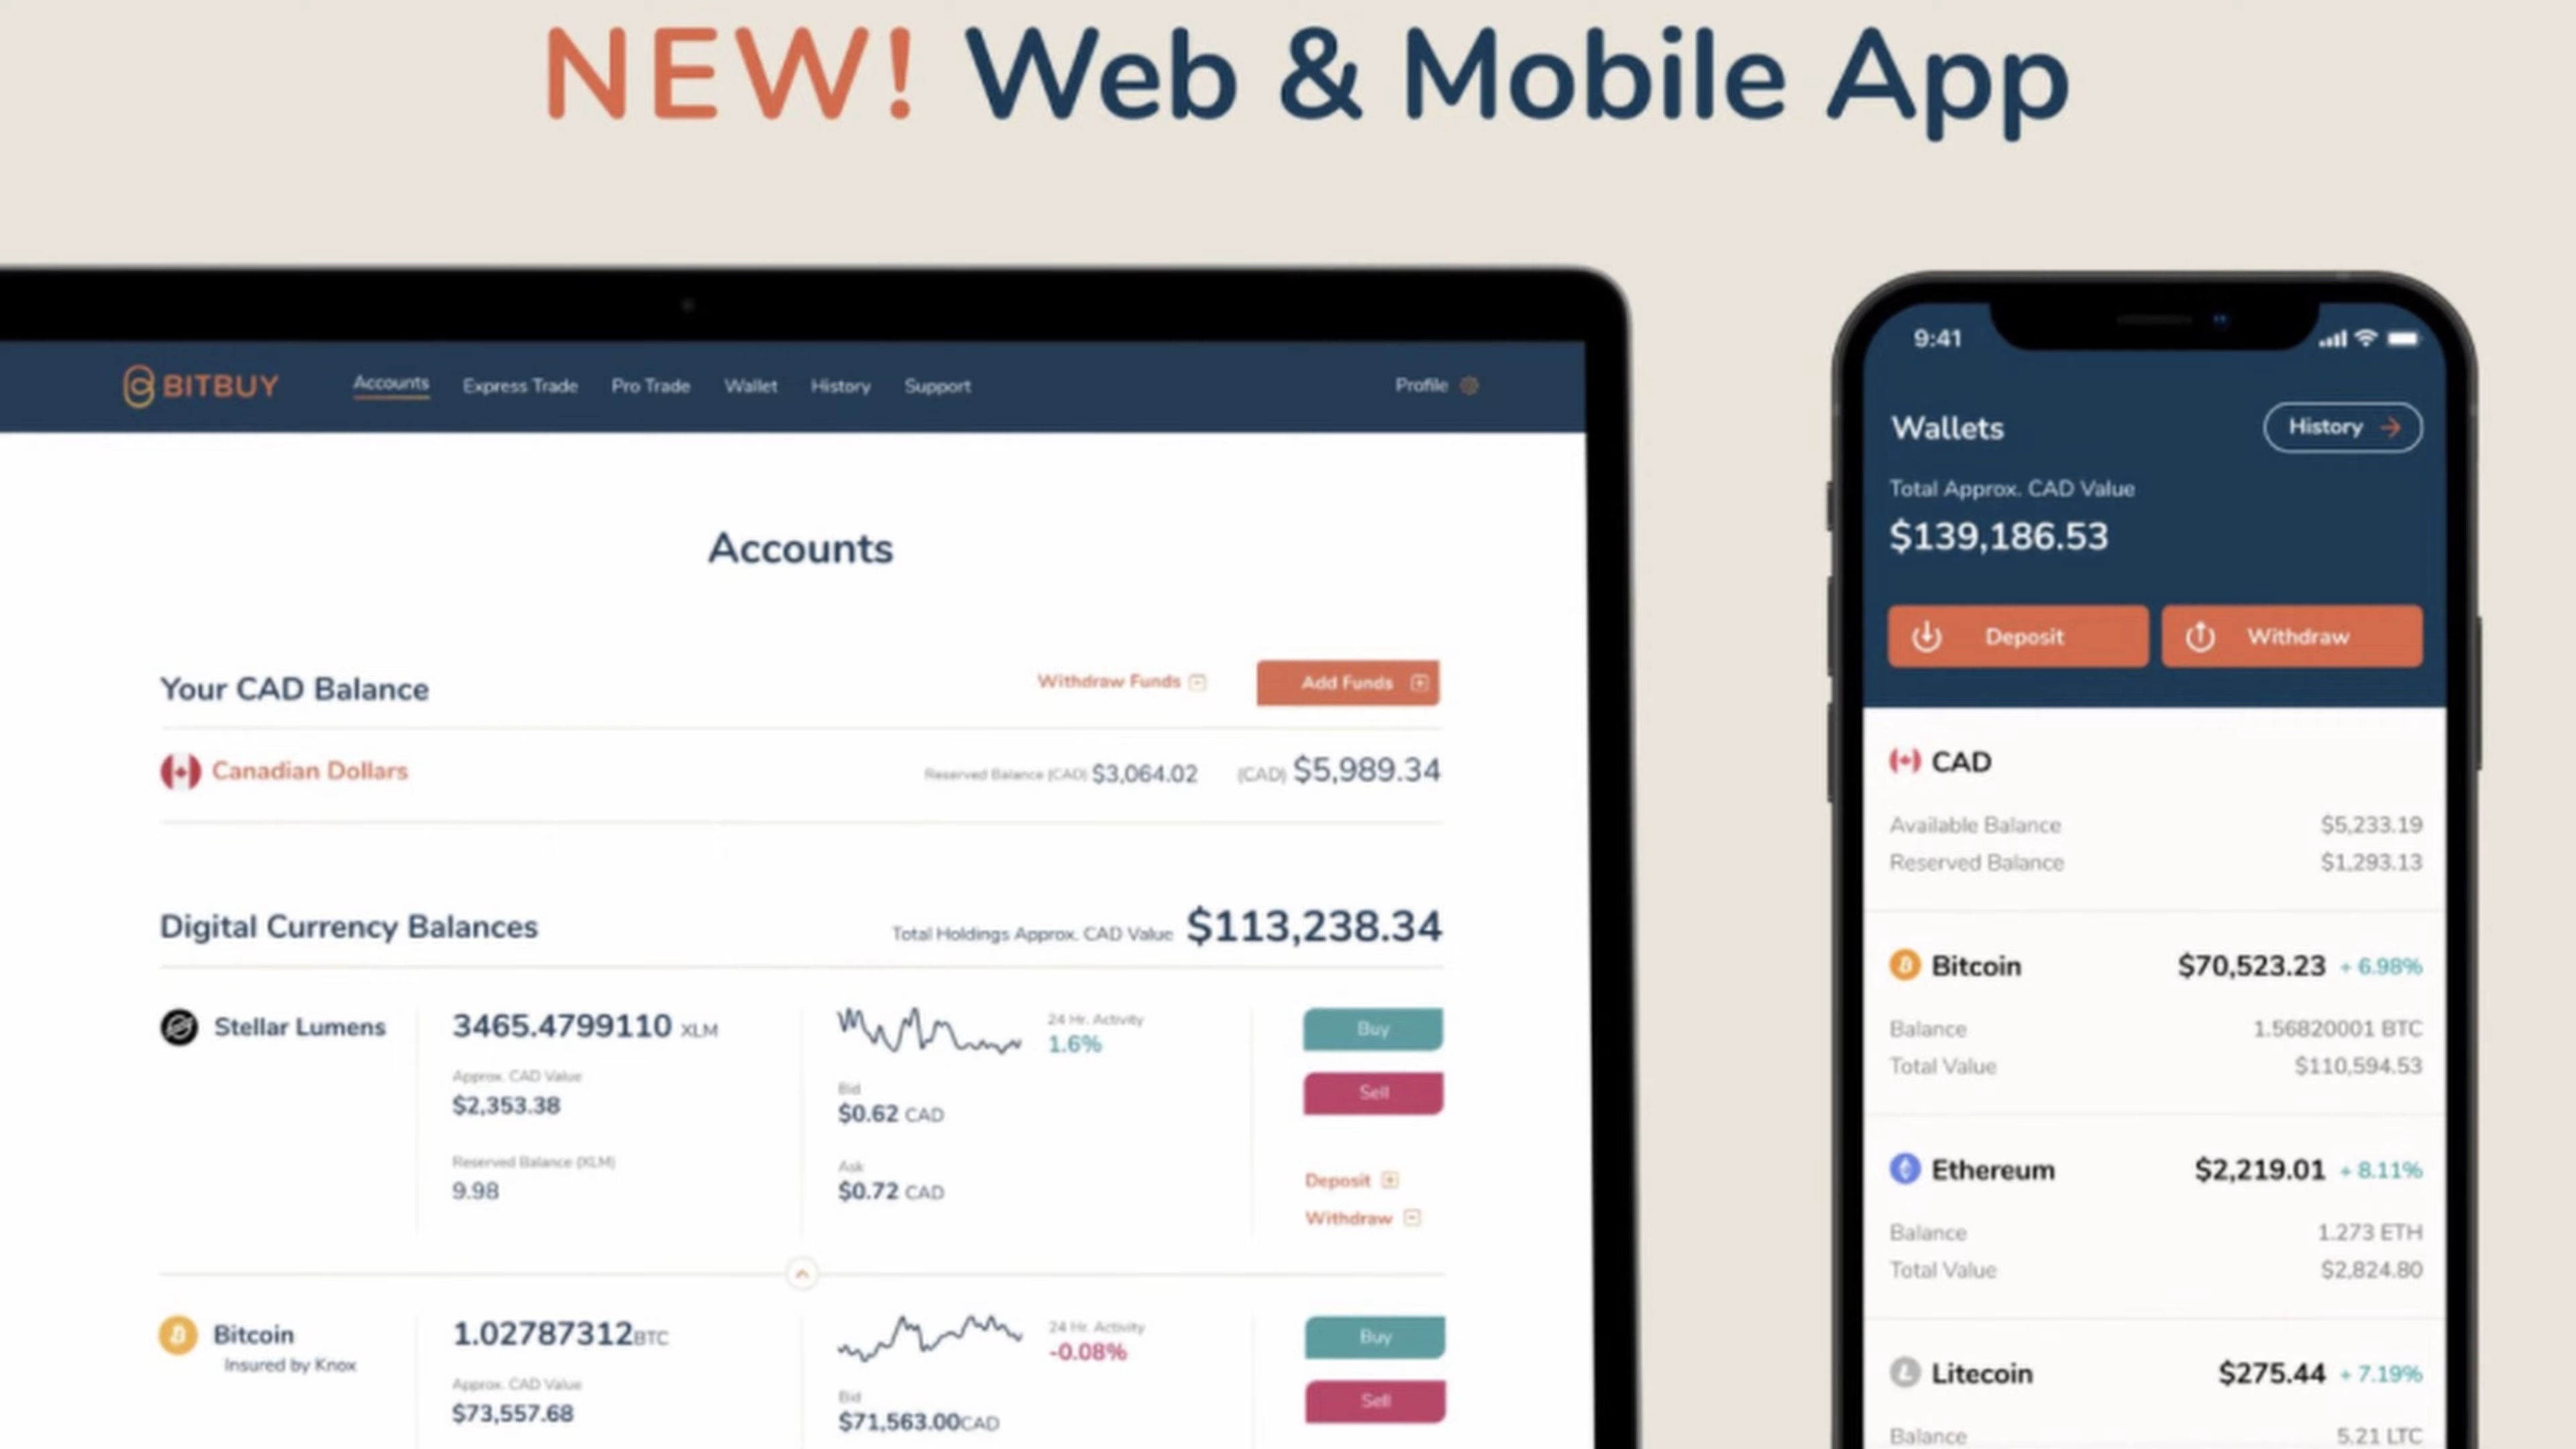 NEW! Web & Mobile App
BITBUY Accounts Express Trade Pro Trade Wallet History Support Profile
Accounts
Your CAD Balance Withdraw Funds Add Funds
Canadian Dollars Reserved Balance (CAD) $3,064.02 (CAD) $5,989.34
Digital Currency Balances Total Holdings Approx. CAD Value $113,238.34
Stellar Lumens 3465.4799110 XLM 24 Hr. Activity Buy
1.6%
Approx. CAD Value Bid Sell
$2,353.38 $0.62 CAD
Reserved Balance (XLM) Ask Deposit
9.98 $0.72 CAD Withdraw
Bitcoin 1.02787312BTC 24 Hr. Activity Buy
Insured by Knox -0.08%
Approx. CAD Value Bid Sell
$73,557.68 $71,563.00CAD
9:41
Wallets History
Total Approx. CAD Value
$139,186.53
Deposit Withdraw
CAD
Available Balance $5,233.19
Reserved Balance $1,293.13
Bitcoin $70,523.23 + 6.98%
Balance 1.56820001 BTC
Total Value $110,594.53
Ethereum $2,219.01 + 8.11%
Balance 1.273 ETH
Total Value $2,824.80
Litecoin $275.44 + 7.19%
Balance 5.21 LTC